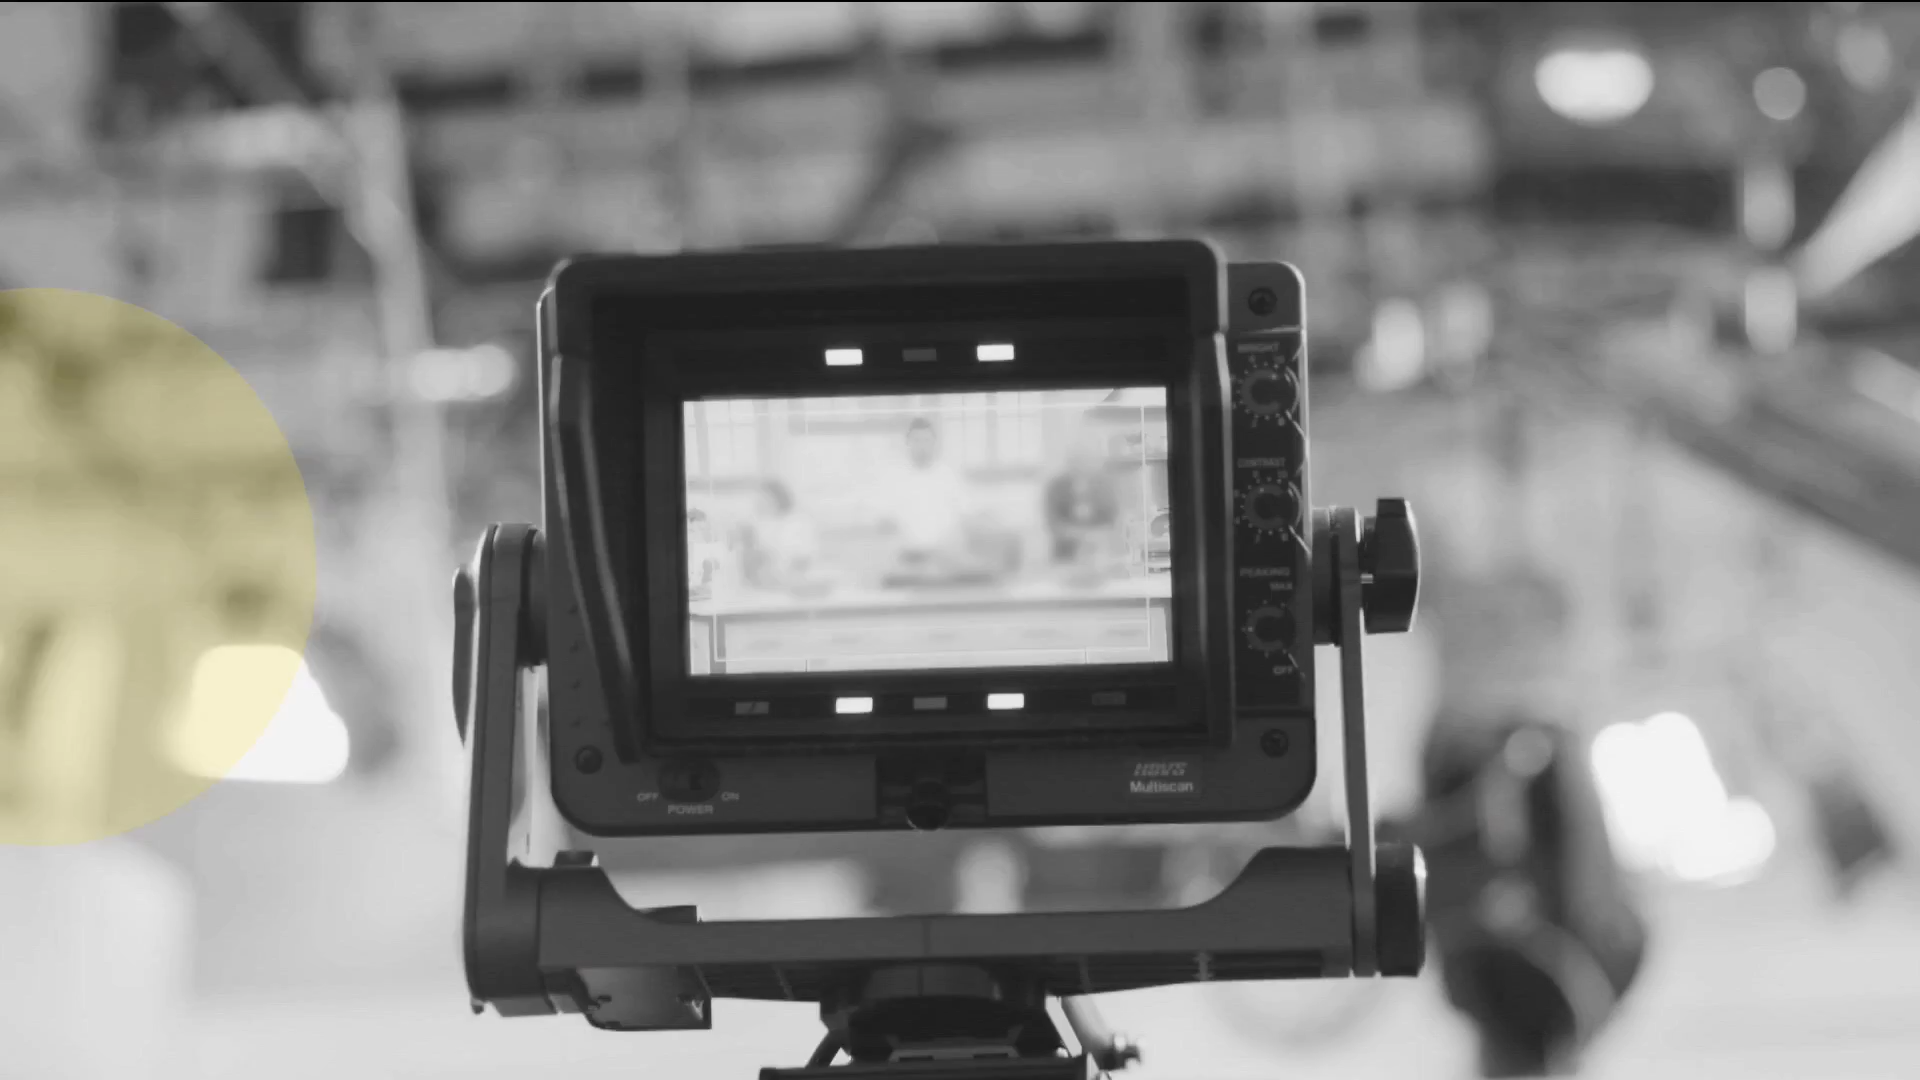 BRIGHT
CONTRAST
PEAKING
MAX
OFF
OFF
ON
POWER
HDVS
Multiscan